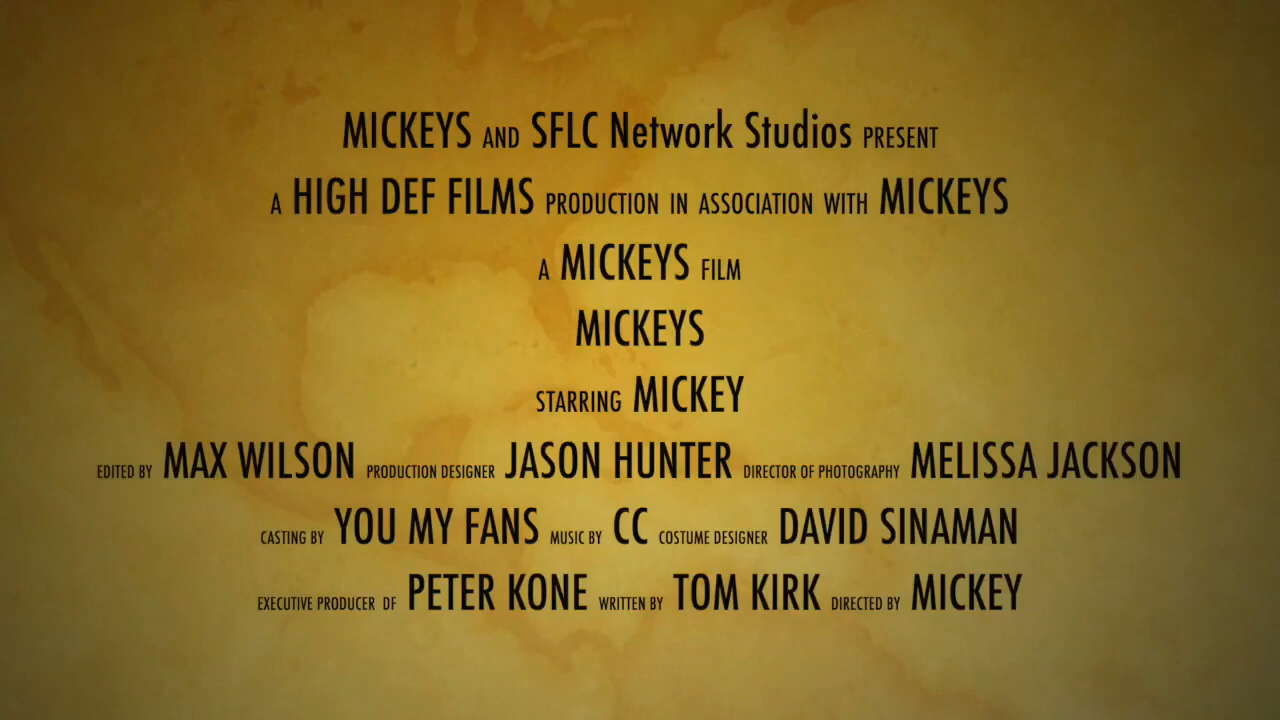 MICKEYS AND SFLC Network Studios PRESENT
A HIGH DEF FILMS PRODUCTION IN ASSOCIATION WITH MICKEYS
A MICKEYS FILM
MICKEYS
STARRING MICKEY
EDITED BY MAX WILSON PRODUCTION DESIGNER JASON HUNTER DIRECTOR OF PHOTOGRAPHY MELISSA JACKSON
CASTING BY YOU MY FANS MUSIC BY CC COSTUME DESIGNER DAVID SINAMAN
EXECUTIVE PRODUCER DF PETER KONE WRITTEN BY TOM KIRK DIRECTED BY MICKEY